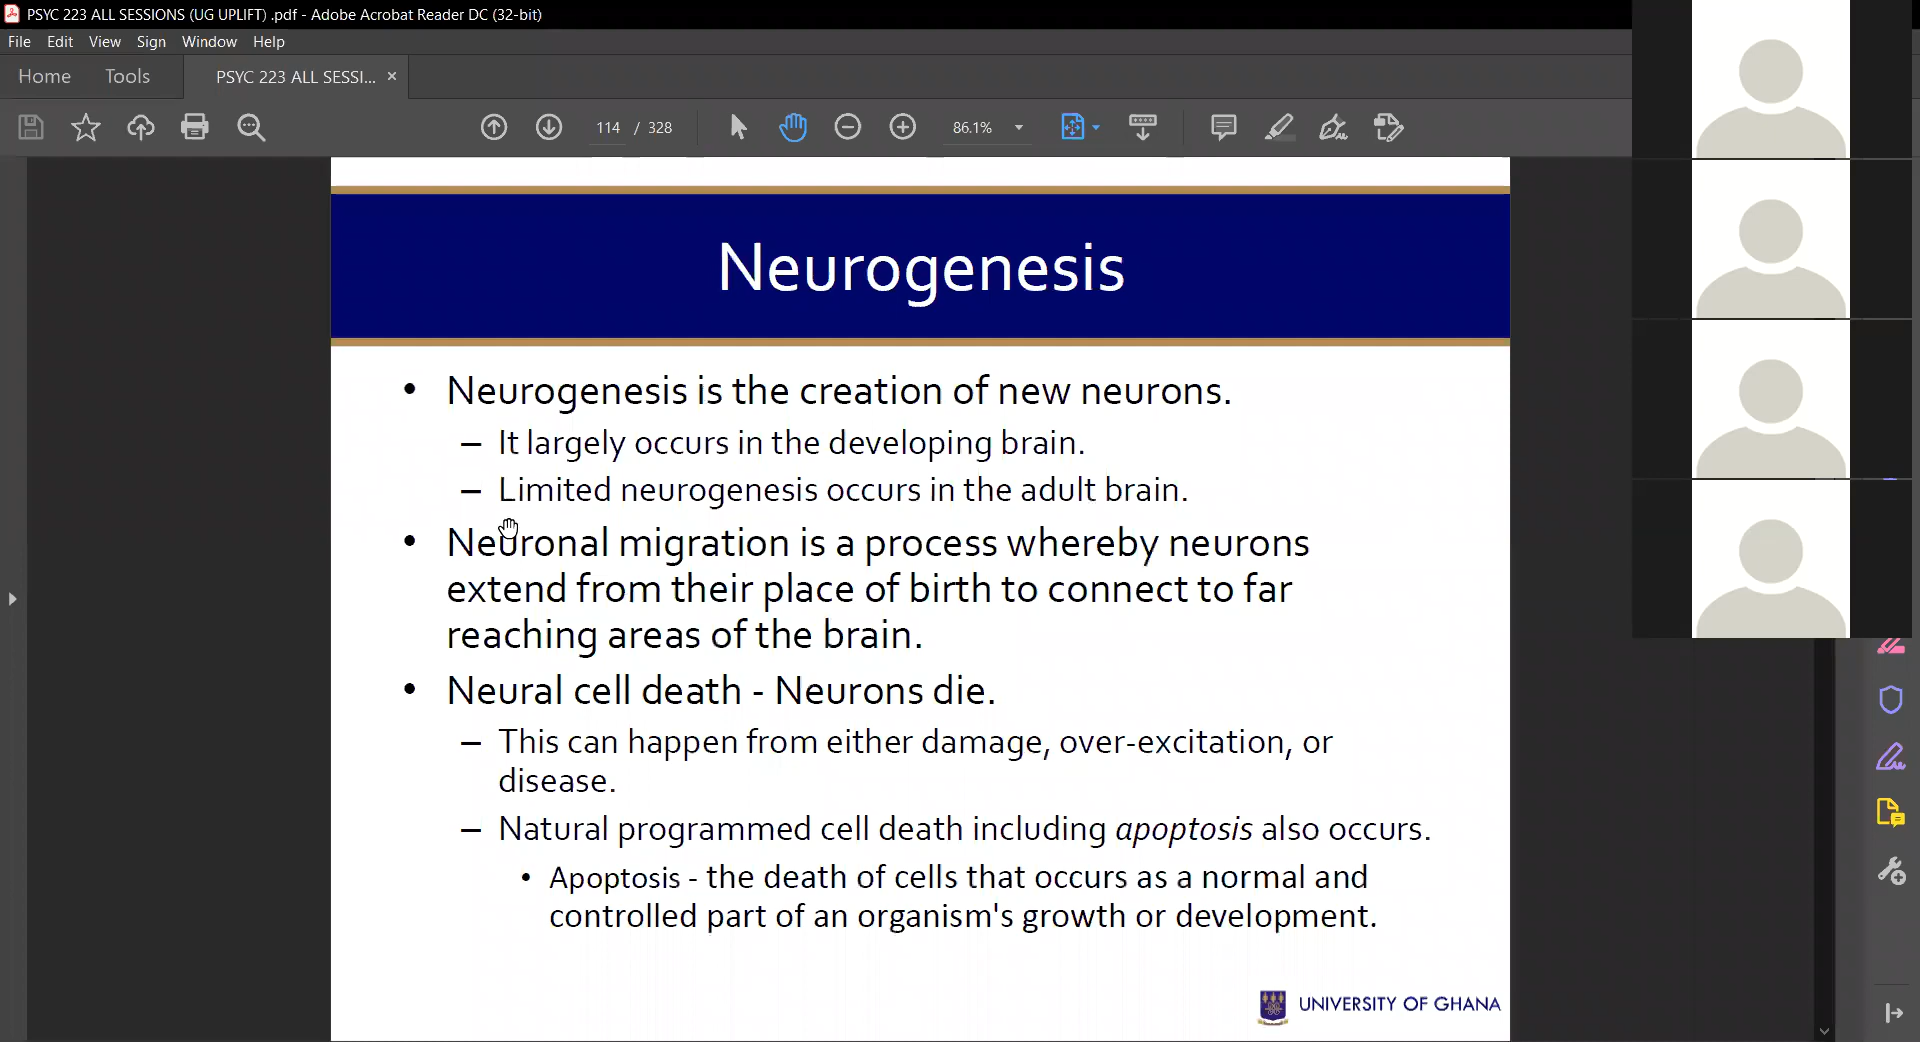 PSYC 223 ALL SESSIONS (UG UPLIFT) .pdf - Adobe Acrobat Reader DC (32-bit)
File Edit View Sign Window Help
Home Tools PSYC 223 ALL SESSI... ×
114 / 328 86.1%
Neurogenesis
• Neurogenesis is the creation of new neurons.
– It largely occurs in the developing brain.
– Limited neurogenesis occurs in the adult brain.
• Neuronal migration is a process whereby neurons
extend from their place of birth to connect to far
reaching areas of the brain.
• Neural cell death - Neurons die.
– This can happen from either damage, over-excitation, or
disease.
– Natural programmed cell death including apoptosis also occurs.
• Apoptosis - the death of cells that occurs as a normal and
controlled part of an organism's growth or development.
UNIVERSITY OF GHANA